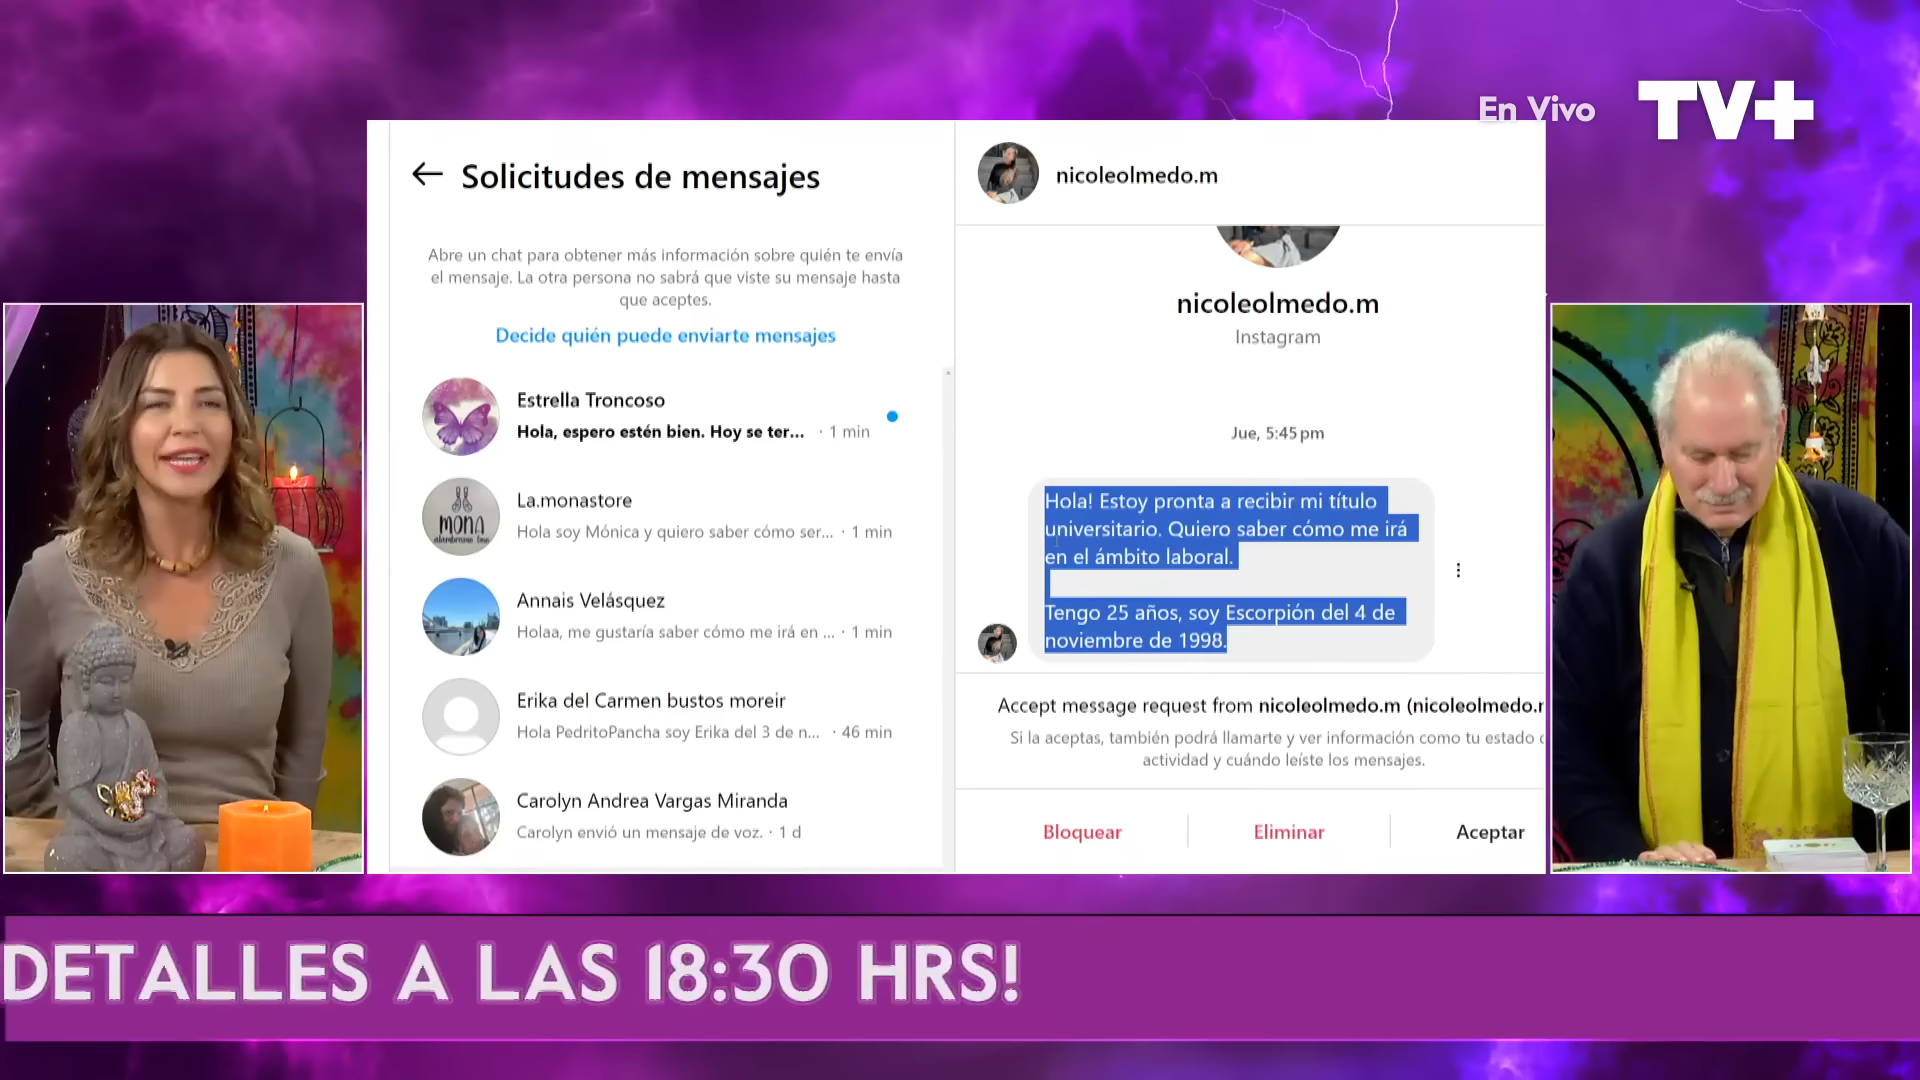 En Vivo
TV+
Solicitudes de mensajes
Abre un chat para obtener más información sobre quién te envía
el mensaje. La otra persona no sabrá que viste su mensaje hasta
que aceptes.
Decide quién puede enviarte mensajes
Estrella Troncoso
Hola, espero estén bien. Hoy se ter... · 1 min
La.monastore
Hola soy Mónica y quiero saber cómo ser... · 1 min
MONA
Annais Velásquez
Holaa, me gustaría saber cómo me irá en ... · 1 min
Erika del Carmen bustos moreir
Hola PedritoPancha soy Erika del 3 de n... · 46 min
Carolyn Andrea Vargas Miranda
Carolyn envió un mensaje de voz. · 1 d
nicoleolmedo.m
nicoleolmedo.m
Instagram
Jue, 5:45 pm
Hola! Estoy pronta a recibir mi título
universitario. Quiero saber cómo me irá
en el ámbito laboral.
Tengo 25 años, soy Escorpión del 4 de
noviembre de 1998.
Accept message request from nicoleolmedo.m (nicoleolmedo.r
Si la aceptas, también podrá llamarte y ver información como tu estado
actividad y cuándo leíste los mensajes.
Bloquear
Eliminar
Aceptar
DETALLES A LAS 18:30 HRS!